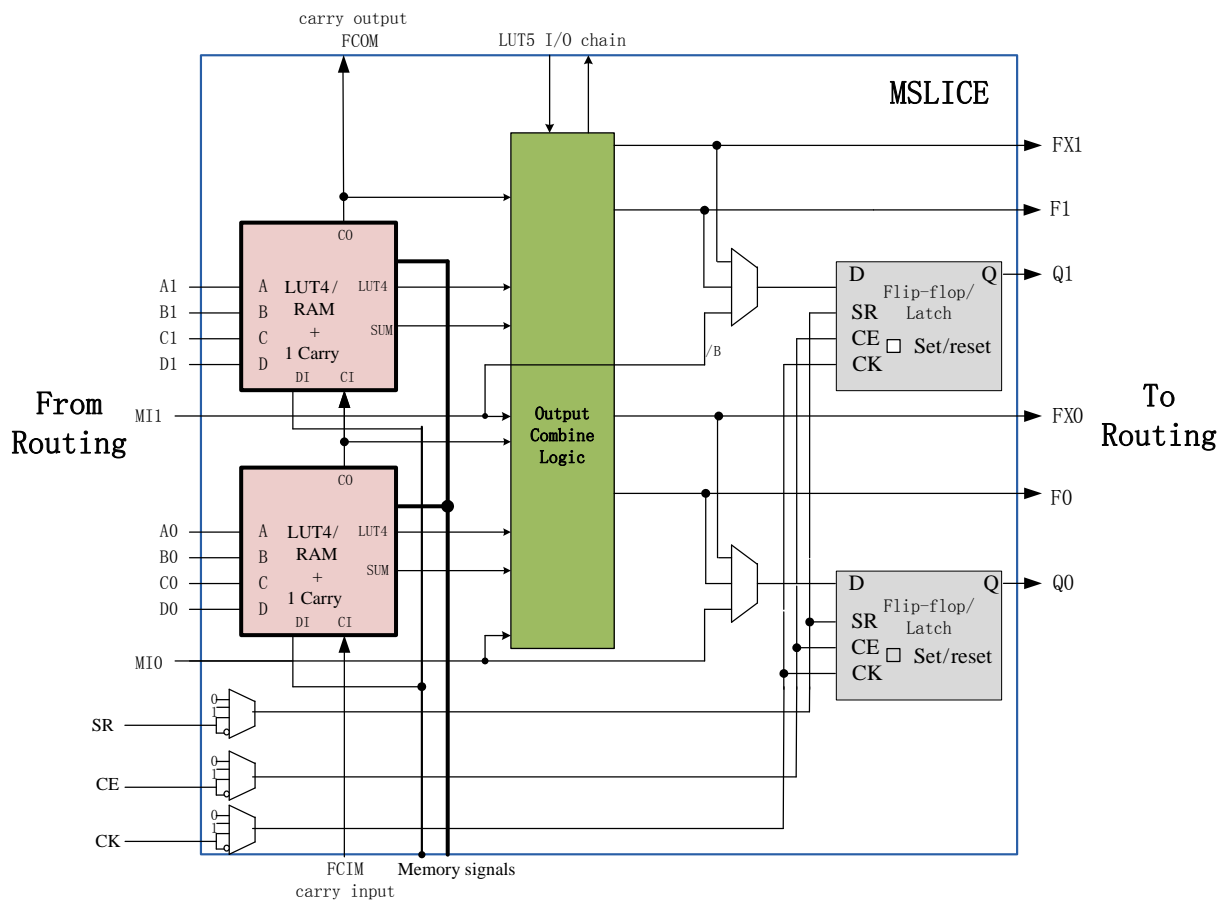 carry output
FCOM
LUT5 I/O chain
MSLICE
FX1
F1
Q1
FX0
F0
Q0
To
Routing
From
Routing
A1
B1
C1
D1
MI1
A0
B0
C0
D0
MI0
SR
CE
CK
CO
A
B
C
D
LUT4/
RAM
+
1 Carry
LUT4
SUM
DI
CI
CO
A
B
C
D
LUT4/
RAM
+
1 Carry
LUT4
SUM
DI
CI
Output
Combine
Logic
/B
D
Q
Flip-flop/
Latch
SR
CE
CK
Set/reset
D
Q
Flip-flop/
Latch
SR
CE
CK
Set/reset
0
1
0
1
0
1
FCIM
carry input
Memory signals